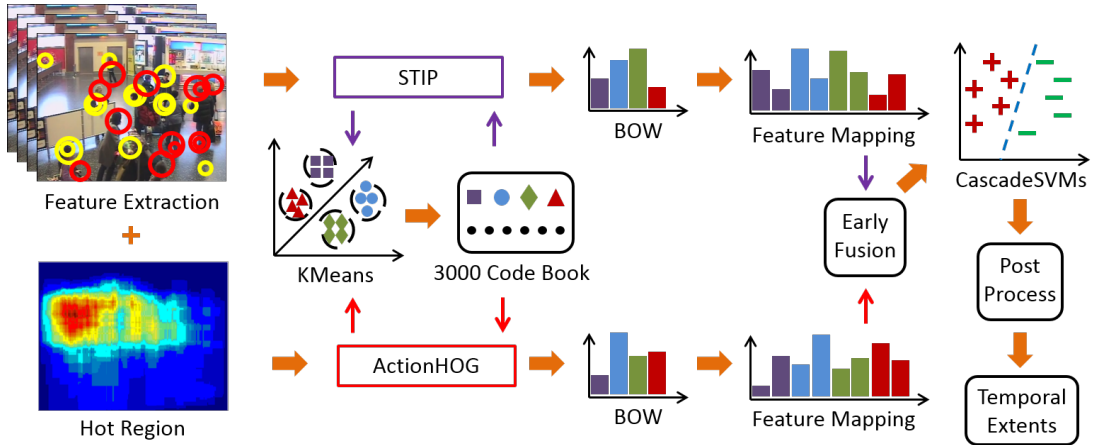 STIP
BOW
Feature Mapping
CascadeSVMs
Feature Extraction
KMeans
3000 Code Book
Early
Fusion
Post
Process
ActionHOG
BOW
Feature Mapping
Temporal
Extents
Hot Region